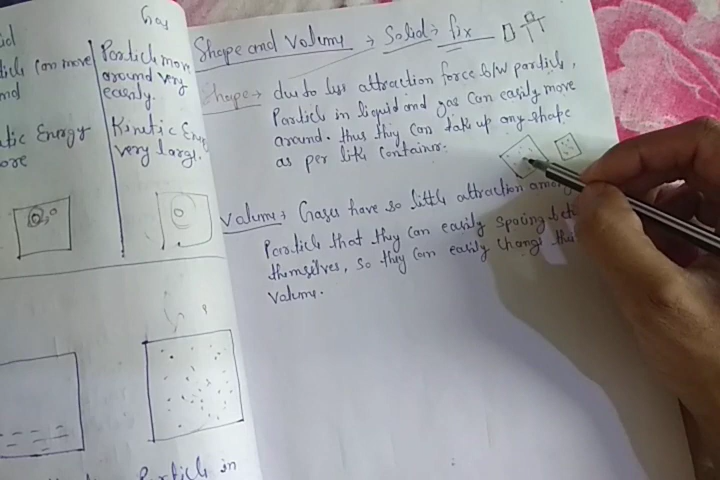 Gas
Particle move
around very
easily.
Kinetic Ene
very large.
Shape and Volume → Solid → fix
Shape → due to less attraction force b/w particle,
Particle in liquid and gas can easily move
around. thus they can take up any shape
as per like container.
Volume → Gases have so little attraction among
Particle that they can easily spacing bet
themselves, so they can easily change thi
Volume.
Particle in